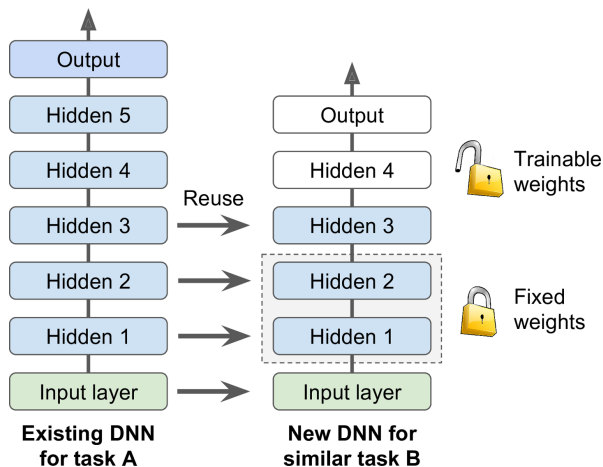 Output
Hidden 5
Hidden 4
Hidden 3
Hidden 2
Hidden 1
Input layer
Existing DNN
for task A
Reuse
Output
Hidden 4
Hidden 3
Hidden 2
Hidden 1
Input layer
New DNN for
similar task B
Trainable
weights
Fixed
weights